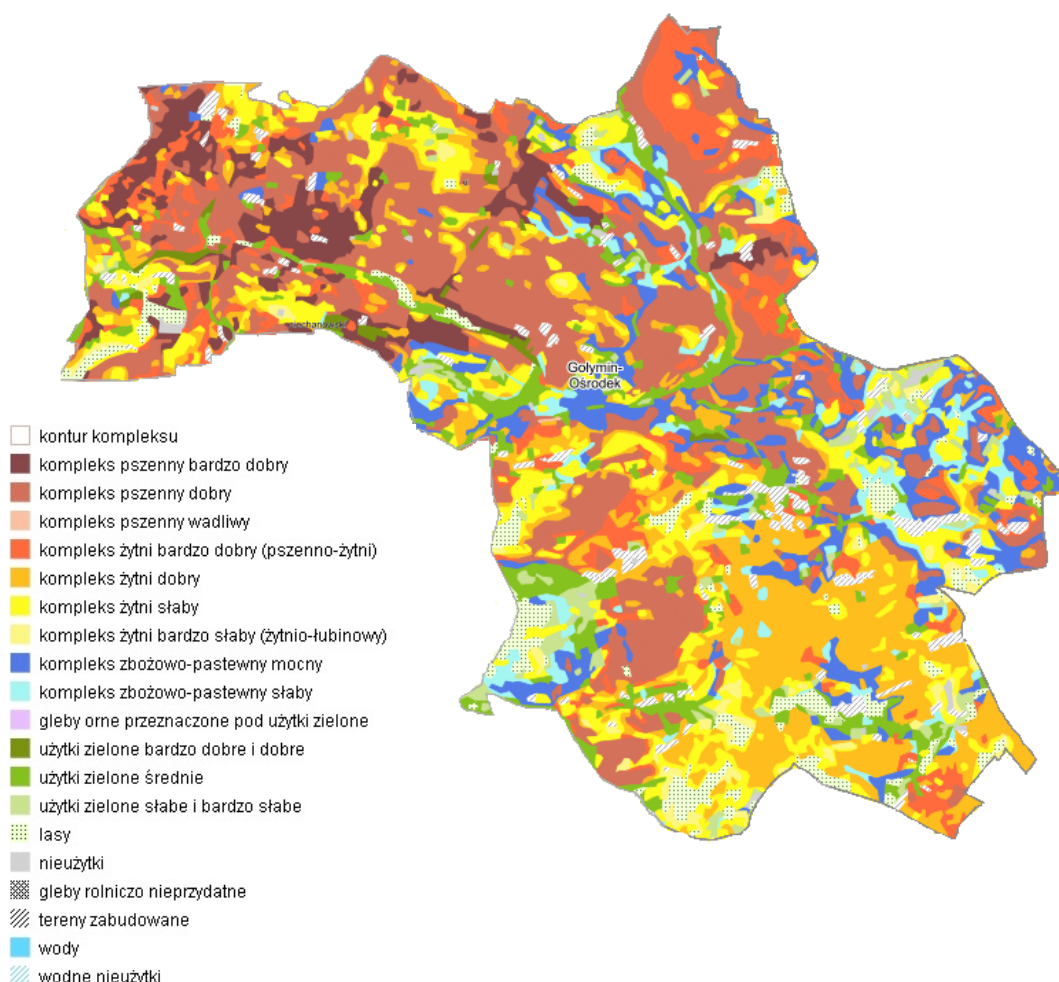 ciechanowski
Gołymin-
Ośrodek
kontur kompleksu
kompleks pszenny bardzo dobry
kompleks pszenny dobry
kompleks pszenny wadliwy
kompleks żytni bardzo dobry (pszenno-żytni)
kompleks żytni dobry
kompleks żytni słaby
kompleks żytni bardzo słaby (żytnio-łubinowy)
kompleks zbożowo-pastewny mocny
kompleks zbożowo-pastewny słaby
gleby orne przeznaczone pod użytki zielone
użytki zielone bardzo dobre i dobre
użytki zielone średnie
użytki zielone słabe i bardzo słabe
lasy
nieużytki
gleby rolniczo nieprzydatne
tereny zabudowane
wody
wodne nieużytki